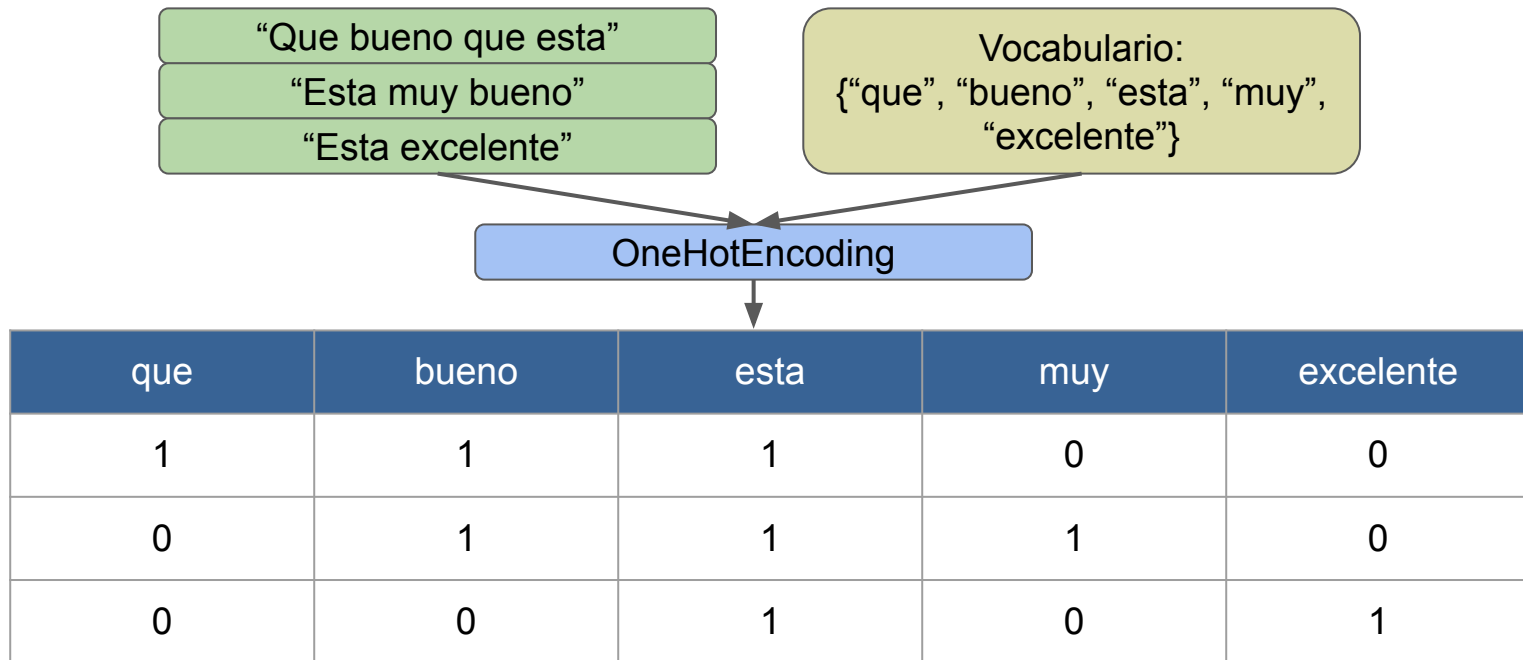 “Que bueno que esta”
“Esta muy bueno”
“Esta excelente”
Vocabulario:
{“que”, “bueno”, “esta”, “muy”,
“excelente”}
OneHotEncoding
que bueno esta muy excelente
1 1 1 0 0
0 1 1 1 0
0 0 1 0 1